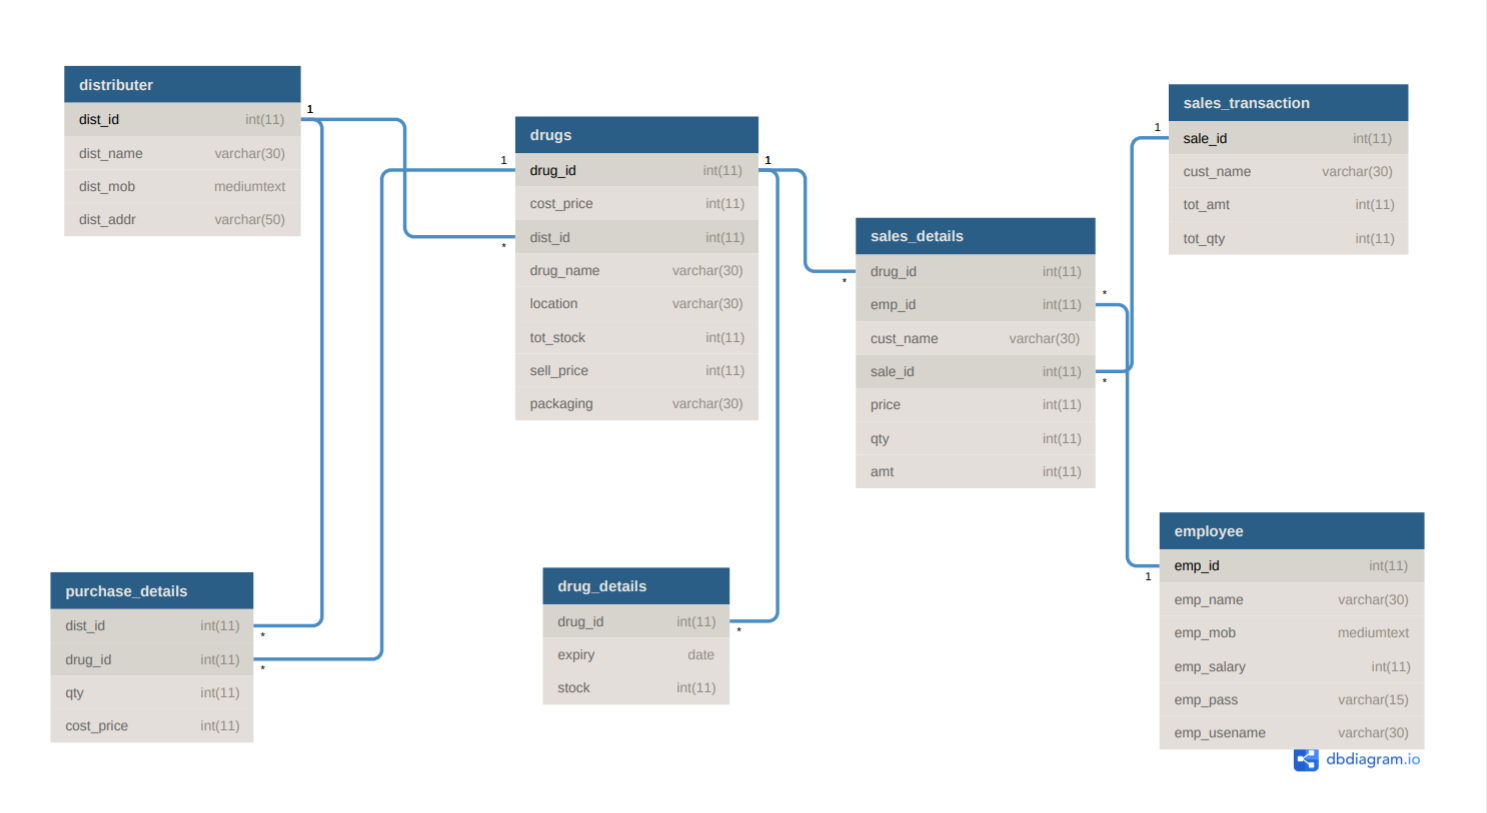 distributer
dist_id int(11)
dist_name varchar(30)
dist_mob mediumtext
dist_addr varchar(50)
1
drugs
1 drug_id int(11) 1
cost_price int(11)
* dist_id int(11)
drug_name varchar(30)
location varchar(30)
tot_stock int(11)
sell_price int(11)
packaging varchar(30)
sales_details
* drug_id int(11)
emp_id int(11) *
cust_name varchar(30)
sale_id int(11) *
price int(11)
qty int(11)
amt int(11)
sales_transaction
1 sale_id int(11)
cust_name varchar(30)
tot_amt int(11)
tot_qty int(11)
purchase_details
dist_id int(11) *
drug_id int(11) *
qty int(11)
cost_price int(11)
drug_details
drug_id int(11) *
expiry date
stock int(11)
employee
1 emp_id int(11)
emp_name varchar(30)
emp_mob mediumtext
emp_salary int(11)
emp_pass varchar(15)
emp_usename varchar(30)
dbdiagram.io